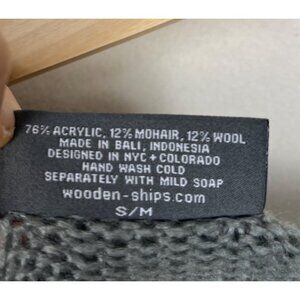 76% ACRYLIC, 12% MOHAIR, 12% WOOL
MADE IN BALI, INDONESIA
DESIGNED IN NYC + COLORADO
HAND WASH COLD
SEPARATELY WITH MILD SOAP
wooden-ships.com
S/M